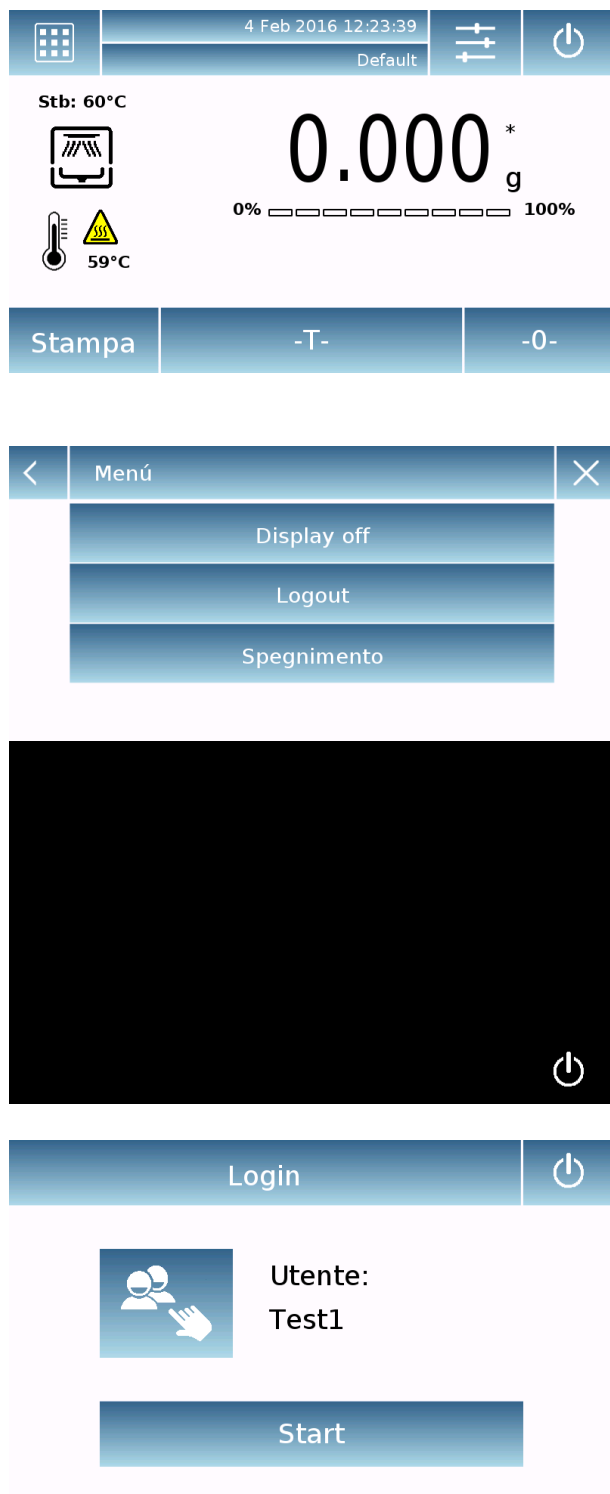 4 Feb 2016 12:23:39
Default
Stb: 60°C
0.000 *
g
0% 100%
59°C
Stampa -T- -0-
Menú
Display off
Logout
Spegnimento
Login
Utente:
Test1
Start